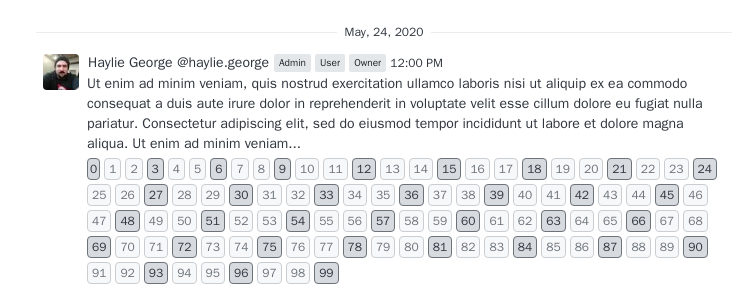 May, 24, 2020
Haylie George @haylie.george Admin User Owner 12:00 PM
Ut enim ad minim veniam, quis nostrud exercitation ullamco laboris nisi ut aliquip ex ea commodo
consequat a duis aute irure dolor in reprehenderit in voluptate velit esse cillum dolore eu fugiat nulla
pariatur. Consectetur adipiscing elit, sed do eiusmod tempor incididunt ut labore et dolore magna
aliqua. Ut enim ad minim veniam...
0 1 2 3 4 5 6 7 8 9 10 11 12 13 14 15 16 17 18 19 20 21 22 23 24
25 26 27 28 29 30 31 32 33 34 35 36 37 38 39 40 41 42 43 44 45 46
47 48 49 50 51 52 53 54 55 56 57 58 59 60 61 62 63 64 65 66 67 68
69 70 71 72 73 74 75 76 77 78 79 80 81 82 83 84 85 86 87 88 89 90
91 92 93 94 95 96 97 98 99